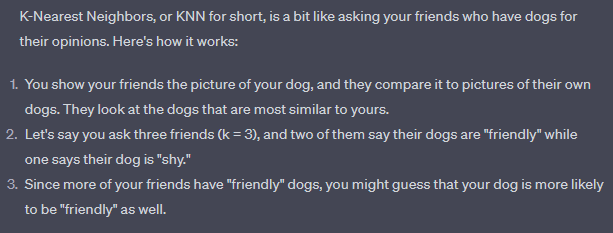 K-Nearest Neighbors, or KNN for short, is a bit like asking your friends who have dogs for
their opinions. Here's how it works:
1. You show your friends the picture of your dog, and they compare it to pictures of their own
dogs. They look at the dogs that are most similar to yours.
2. Let's say you ask three friends (k = 3), and two of them say their dogs are "friendly" while
one says their dog is "shy."
3. Since more of your friends have "friendly" dogs, you might guess that your dog is more likely
to be "friendly" as well.